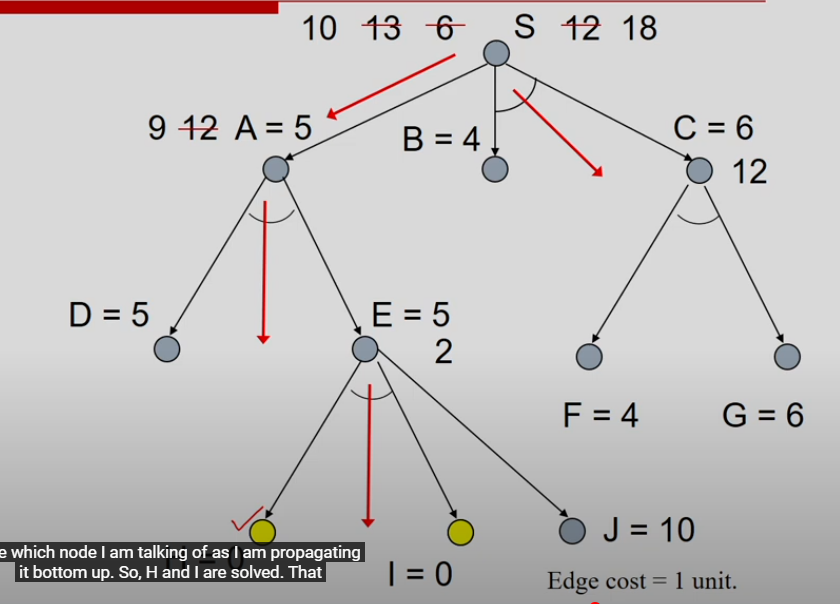 10 13 6 S 12 18
9 12 A = 5
B = 4
C = 6
12
D = 5
E = 5
2
F = 4
G = 6
J = 10
e which node I am talking of as I am propagating
it bottom up. So, H and I are solved. That
I = 0
Edge cost = 1 unit.